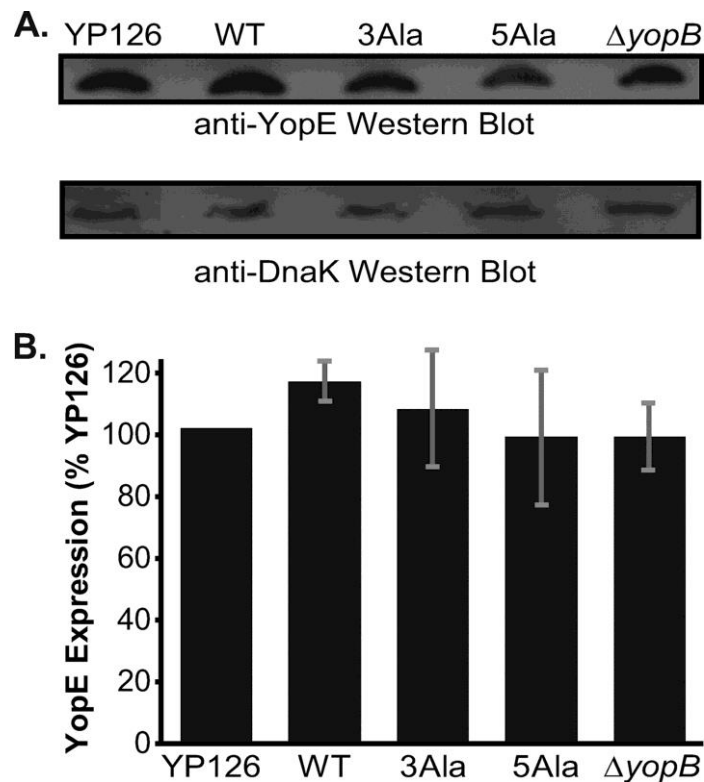 A.
YP126 WT 3Ala 5Ala ΔyopB
anti-YopE Western Blot
anti-DnaK Western Blot
B.
YopE Expression (% YP126)
120
100
80
60
40
20
0
YP126 WT 3Ala 5Ala ΔyopB